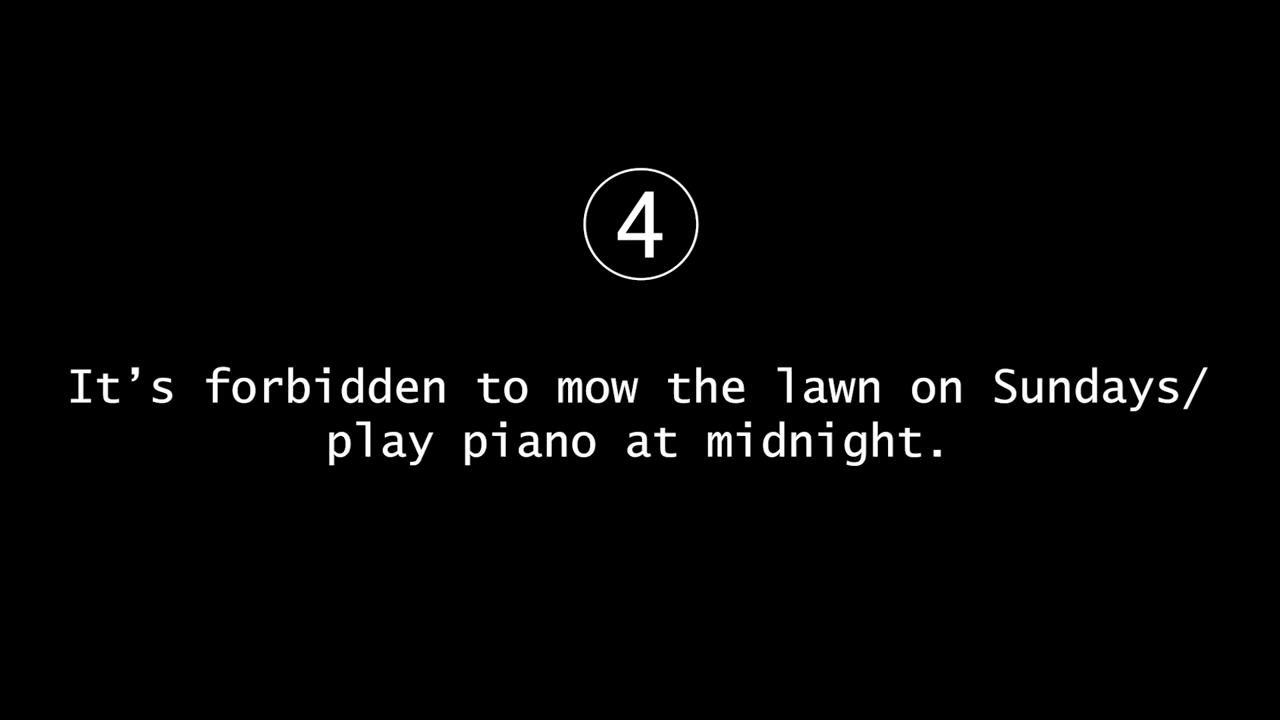 4
It’s forbidden to mow the lawn on Sundays/
play piano at midnight.